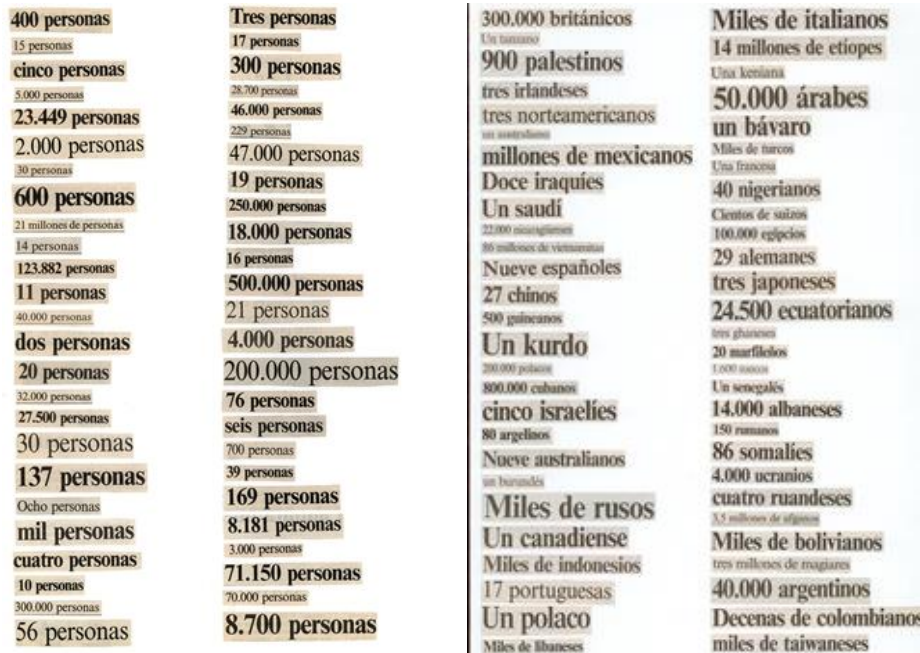 400 personas
15 personas
cinco personas
5.000 personas
23.449 personas
2.000 personas
30 personas
600 personas
21 millones de personas
14 personas
123.882 personas
11 personas
40.000 personas
dos personas
20 personas
32.000 personas
27.500 personas
30 personas
137 personas
Ocho personas
mil personas
cuatro personas
10 personas
300.000 personas
56 personas
Tres personas
17 personas
300 personas
28.700 personas
46.000 personas
229 personas
47.000 personas
19 personas
250.000 personas
18.000 personas
16 personas
500.000 personas
21 personas
4.000 personas
200.000 personas
76 personas
seis personas
700 personas
39 personas
169 personas
8.181 personas
3.000 personas
71.150 personas
70.000 personas
8.700 personas
300.000 británicos
Un tanzano
900 palestinos
tres irlandeses
tres norteamericanos
un australiano
millones de mexicanos
Doce iraquíes
Un saudí
22.000 nicaragüenses
86 millones de vietnamitas
Nueve españoles
27 chinos
500 guineanos
Un kurdo
200.000 polacos
800.000 cubanos
cinco israelíes
80 argelinos
Nueve australianos
un burundés
Miles de rusos
Un canadiense
Miles de indonesios
17 portuguesas
Un polaco
Miles de libaneses
Miles de italianos
14 millones de etíopes
Una keniana
50.000 árabes
un bávaro
Miles de turcos
Una francesa
40 nigerianos
Cientos de suizos
100.000 egipcios
29 alemanes
tres japoneses
24.500 ecuatorianos
tres ghaneses
20 marfileños
1.600
Un senegalés
14.000 albaneses
150 rumanos
86 somalíes
4.000 ucranios
cuatro ruandeses
3,5 millones de afganos
Miles de bolivianos
tres millones de magiares
40.000 argentinos
Decenas de colombianos
miles de taiwaneses